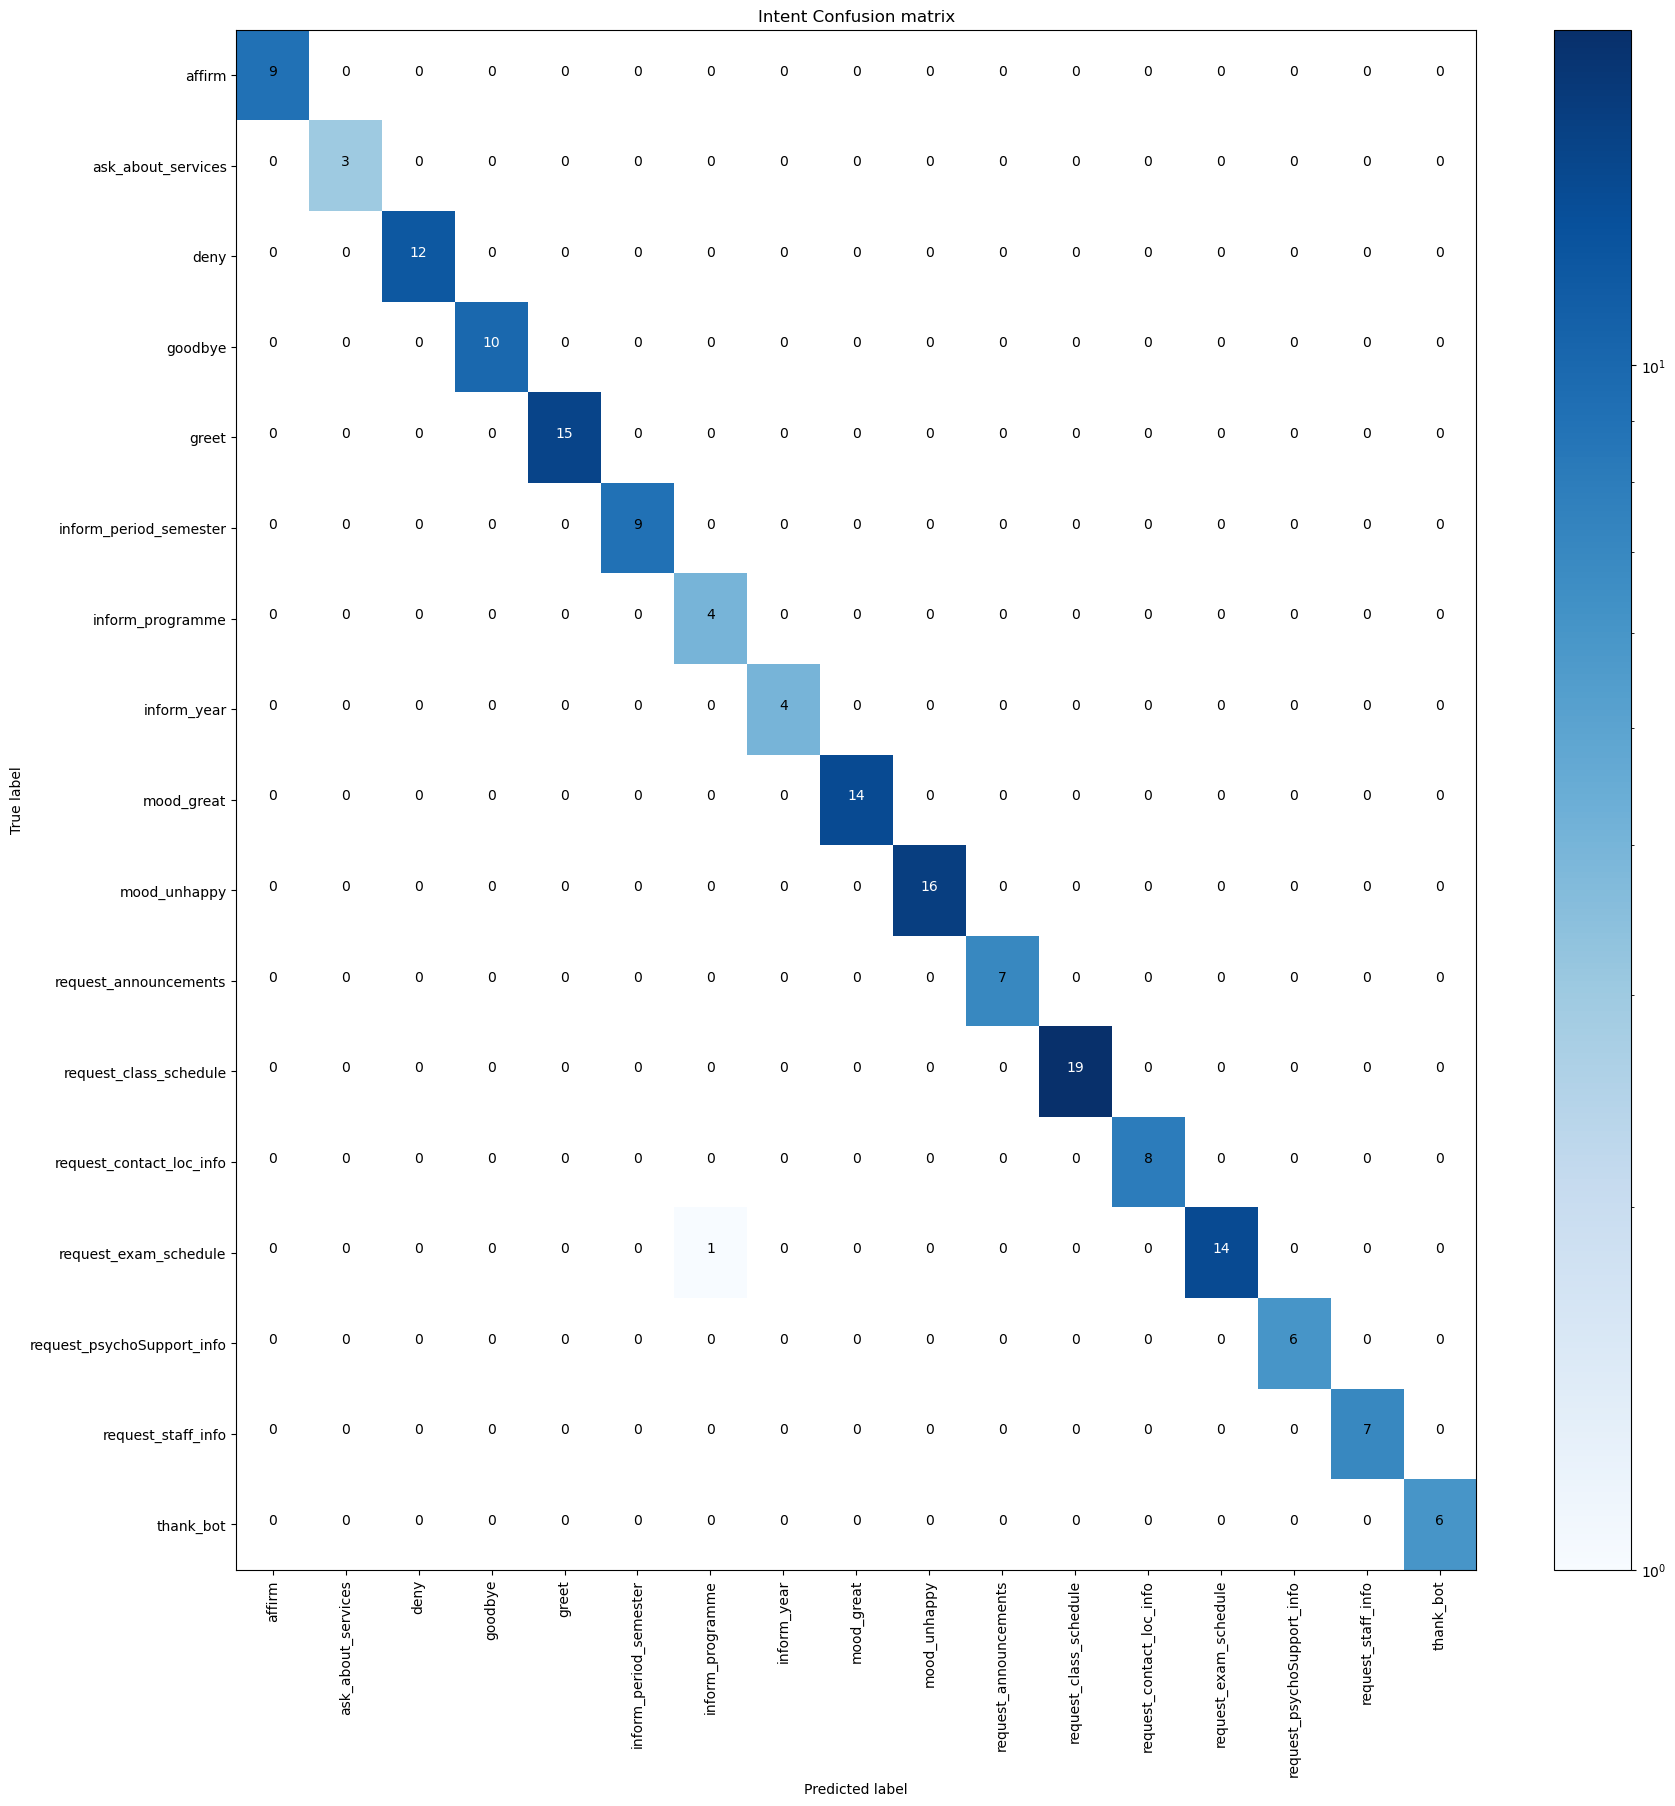 Intent Confusion matrix
affirm 9 0 0 0 0 0 0 0 0 0 0 0 0 0 0 0 0
ask_about_services 0 3 0 0 0 0 0 0 0 0 0 0 0 0 0 0 0
deny 0 0 12 0 0 0 0 0 0 0 0 0 0 0 0 0 0
goodbye 0 0 0 10 0 0 0 0 0 0 0 0 0 0 0 0 0
10¹
greet 0 0 0 0 15 0 0 0 0 0 0 0 0 0 0 0 0
inform_period_semester 0 0 0 0 0 9 0 0 0 0 0 0 0 0 0 0 0
inform_programme 0 0 0 0 0 0 4 0 0 0 0 0 0 0 0 0 0
inform_year 0 0 0 0 0 0 0 4 0 0 0 0 0 0 0 0 0
True label
mood_great 0 0 0 0 0 0 0 0 14 0 0 0 0 0 0 0 0
mood_unhappy 0 0 0 0 0 0 0 0 0 16 0 0 0 0 0 0 0
request_announcements 0 0 0 0 0 0 0 0 0 0 7 0 0 0 0 0 0
request_class_schedule 0 0 0 0 0 0 0 0 0 0 0 19 0 0 0 0 0
request_contact_loc_info 0 0 0 0 0 0 0 0 0 0 0 0 8 0 0 0 0
request_exam_schedule 0 0 0 0 0 0 1 0 0 0 0 0 0 14 0 0 0
request_psychoSupport_info 0 0 0 0 0 0 0 0 0 0 0 0 0 0 6 0 0
request_staff_info 0 0 0 0 0 0 0 0 0 0 0 0 0 0 0 7 0
thank_bot 0 0 0 0 0 0 0 0 0 0 0 0 0 0 0 0 6
10⁰
affirm
ask_about_services
deny
goodbye
greet
inform_period_semester
inform_programme
inform_year
mood_great
mood_unhappy
request_announcements
request_class_schedule
request_contact_loc_info
request_exam_schedule
request_psychoSupport_info
request_staff_info
thank_bot
Predicted label